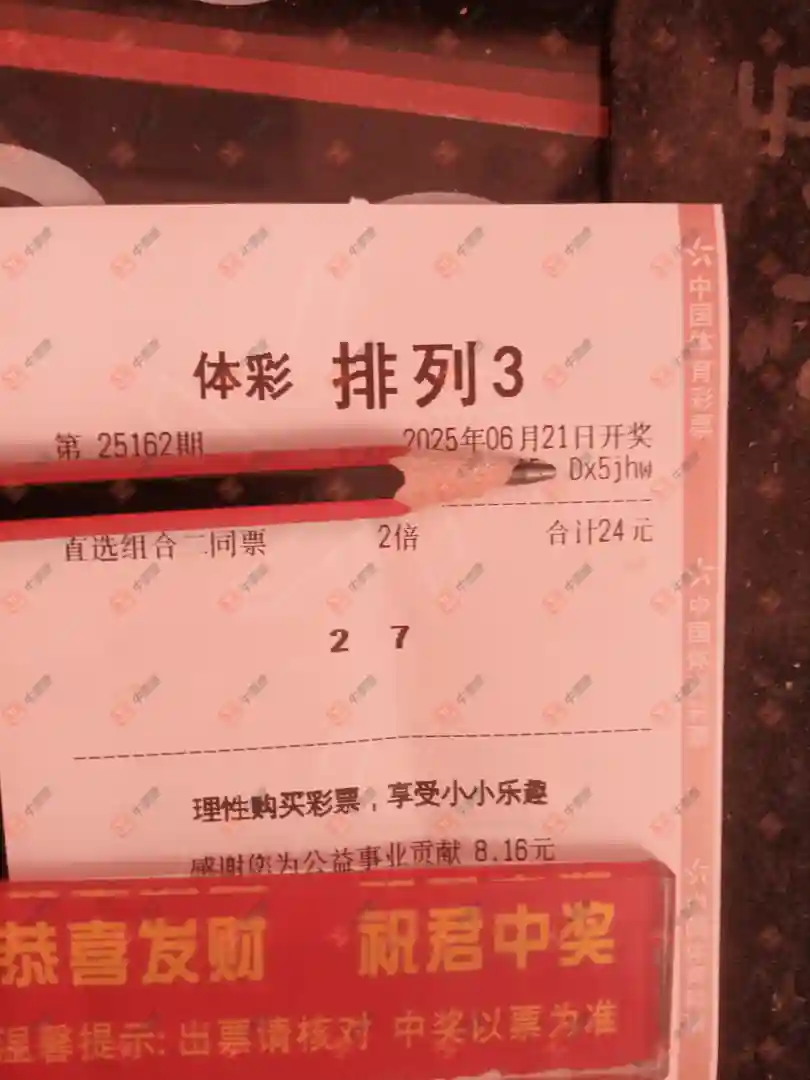 体彩 排列3
第 25162期 2025年06月21日开奖
Dx5jhw
直选组合二同票 2倍 合计24元
2 7
理性购买彩票，享受小小乐趣
感谢您为公益事业贡献 8.16元
恭喜发财 祝君中奖
温馨提示:出票请核对 中奖以票为准
中国体育彩票